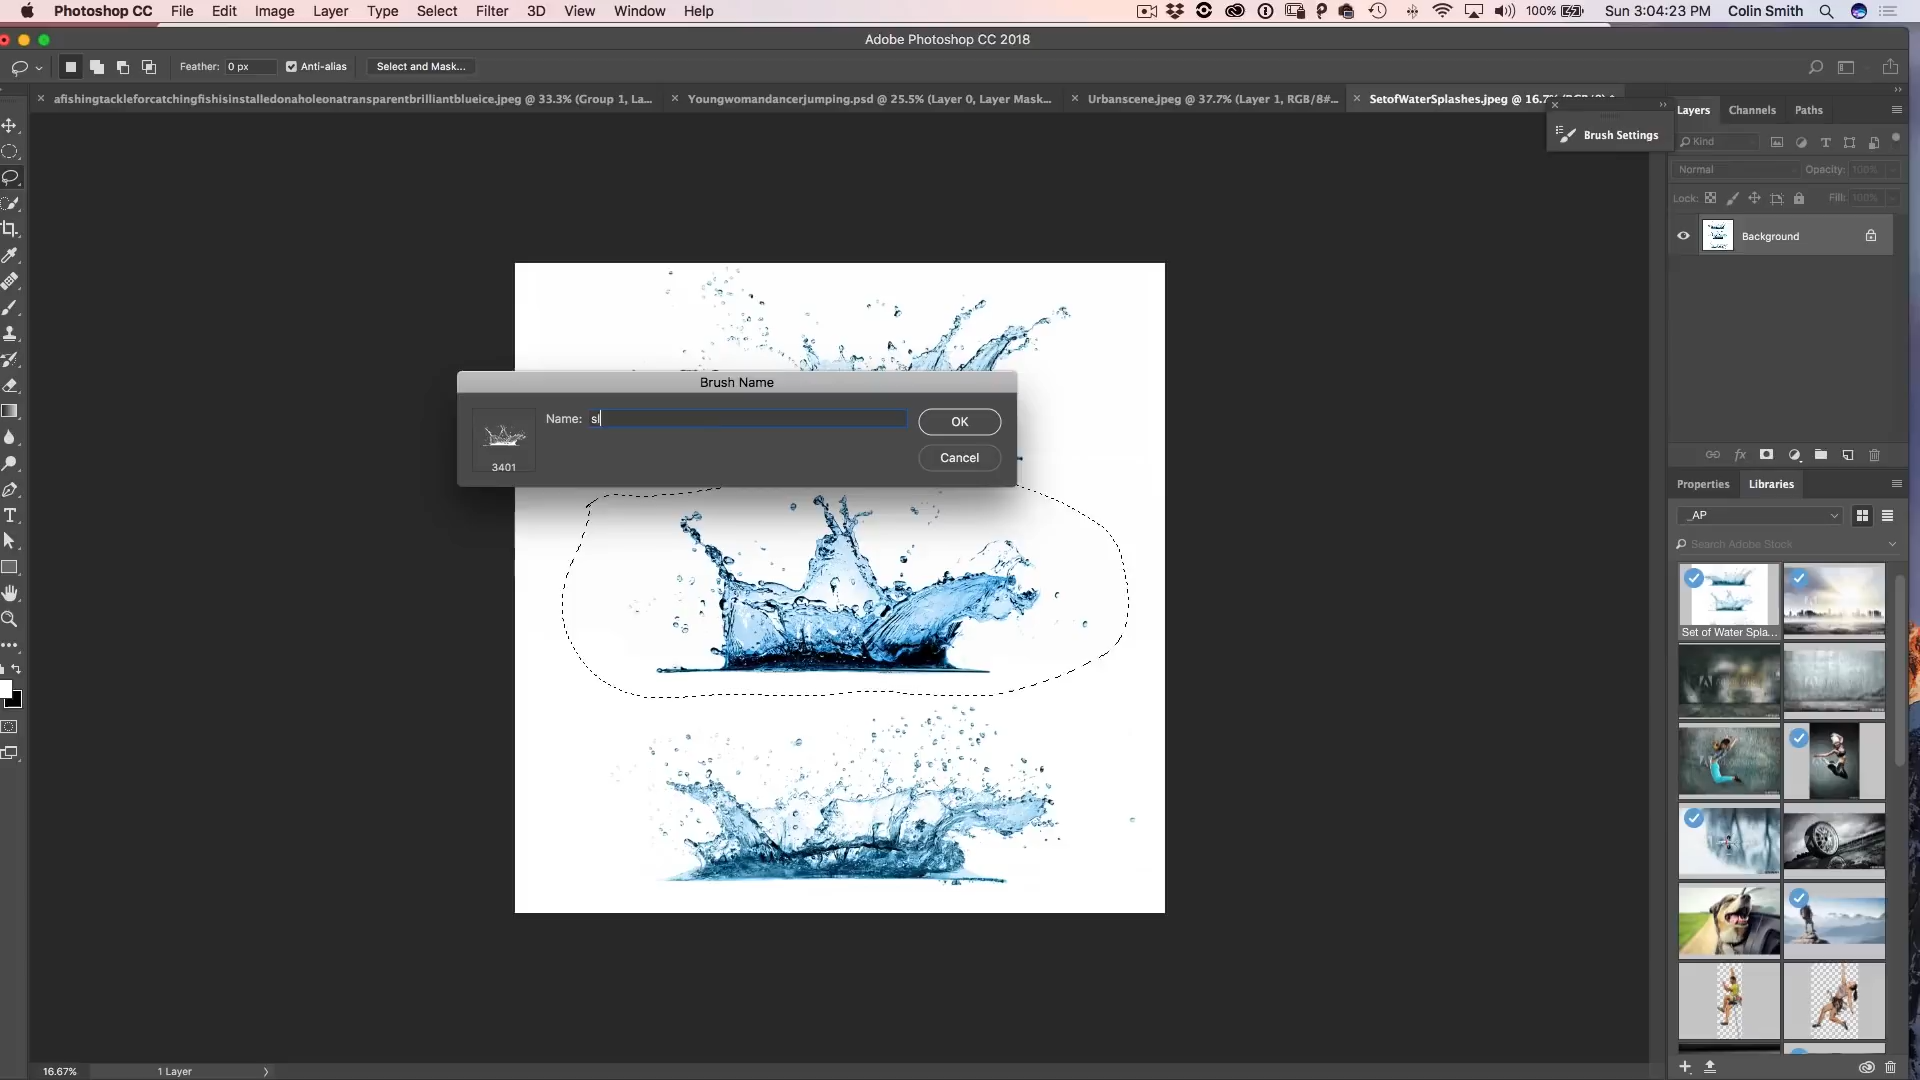 Photoshop CC File Edit Image Layer Type Select Filter 3D View Window Help 100% Sun 3:04:23 PM Colin Smith
Adobe Photoshop CC 2018
Feather: 0 px Anti-alias Select and Mask...
afishingtackleforcatchingfishisinstalledonaholeonatransparentbrilliantblueice.jpeg @ 33.3% (Group 1, La... Youngwomandancerjumping.psd @ 25.5% (Layer 0, Layer Mask... Urbanscene.jpeg @ 37.7% (Layer 1, RGB/8#... SetofWaterSplashes.jpeg @ 16.7%
Layers Channels Paths
Brush Settings
Kind
Normal Opacity: 100%
Lock: Fill: 100%
Background
Brush Name
Name: sl
OK
Cancel
3401
fx
Properties Libraries
_AP
Search Adobe Stock
Set of Water Spla...
16.67% 1 Layer